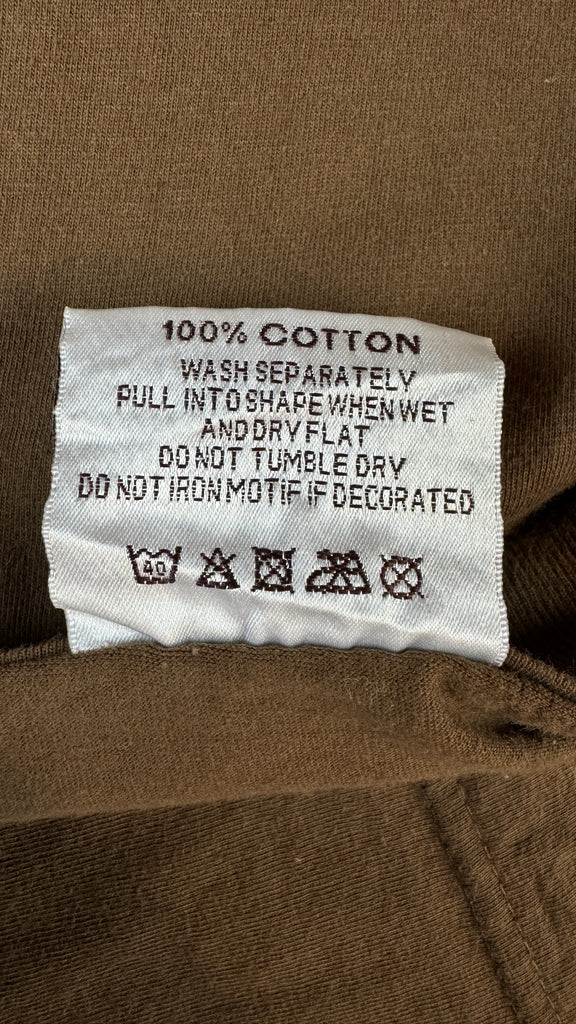 100% COTTON
WASH SEPARATELY
PULL INTO SHAPE WHEN WET
AND DRY FLAT
DO NOT TUMBLE DRY
DO NOT IRON MOTIF IF DECORATED
40